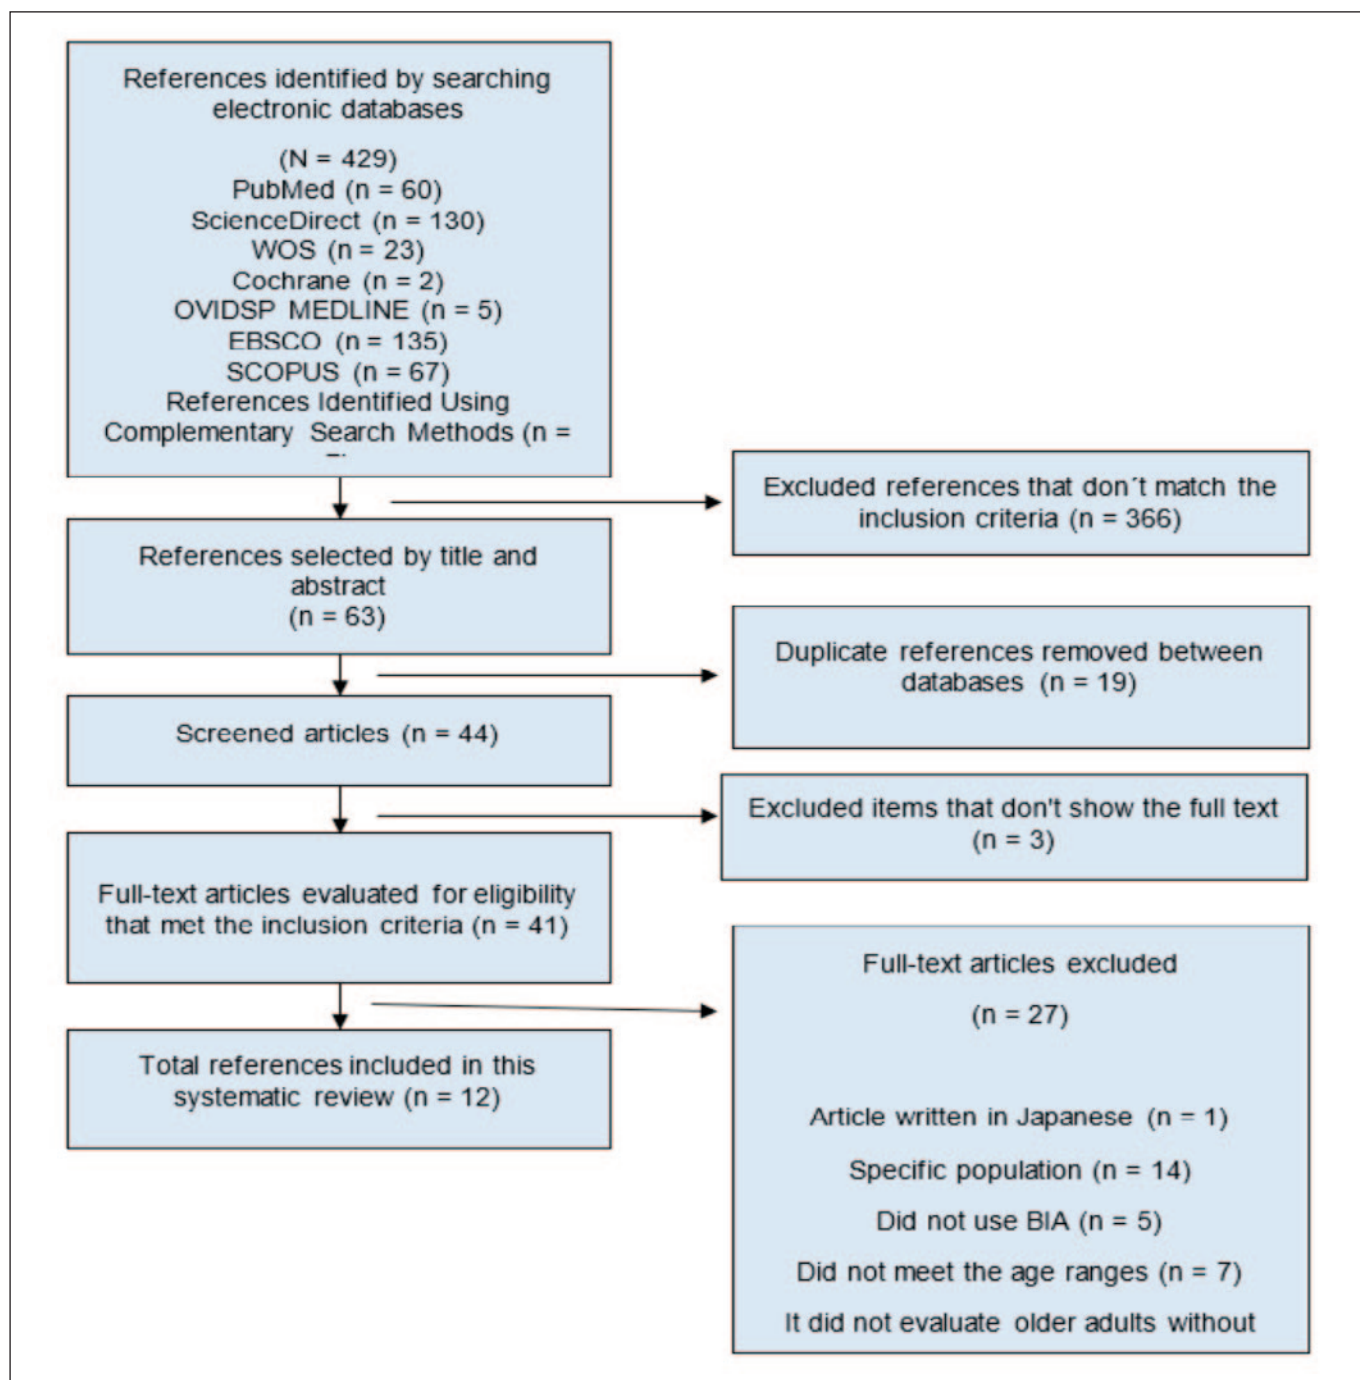 References identified by searching
electronic databases
(N = 429)
PubMed (n = 60)
ScienceDirect (n = 130)
WOS (n = 23)
Cochrane (n = 2)
OVIDSP MEDLINE (n = 5)
EBSCO (n = 135)
SCOPUS (n = 67)
References Identified Using
Complementary Search Methods (n =
Excluded references that don´t match the
inclusion criteria (n = 366)
References selected by title and
abstract
(n = 63)
Duplicate references removed between
databases (n = 19)
Screened articles (n = 44)
Excluded items that don't show the full text
(n = 3)
Full-text articles evaluated for eligibility
that met the inclusion criteria (n = 41)
Full-text articles excluded
(n = 27)
Article written in Japanese (n = 1)
Specific population (n = 14)
Did not use BIA (n = 5)
Did not meet the age ranges (n = 7)
It did not evaluate older adults without
Total references included in this
systematic review (n = 12)